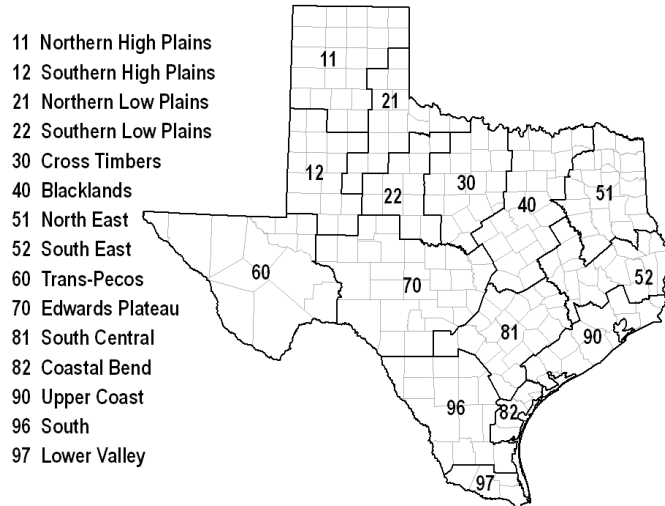 11 Northern High Plains
12 Southern High Plains
21 Northern Low Plains
22 Southern Low Plains
30 Cross Timbers
40 Blacklands
51 North East
52 South East
60 Trans-Pecos
70 Edwards Plateau
81 South Central
82 Coastal Bend
90 Upper Coast
96 South
97 Lower Valley
11
21
12
22
30
40
51
60
70
52
81
90
96
82
97